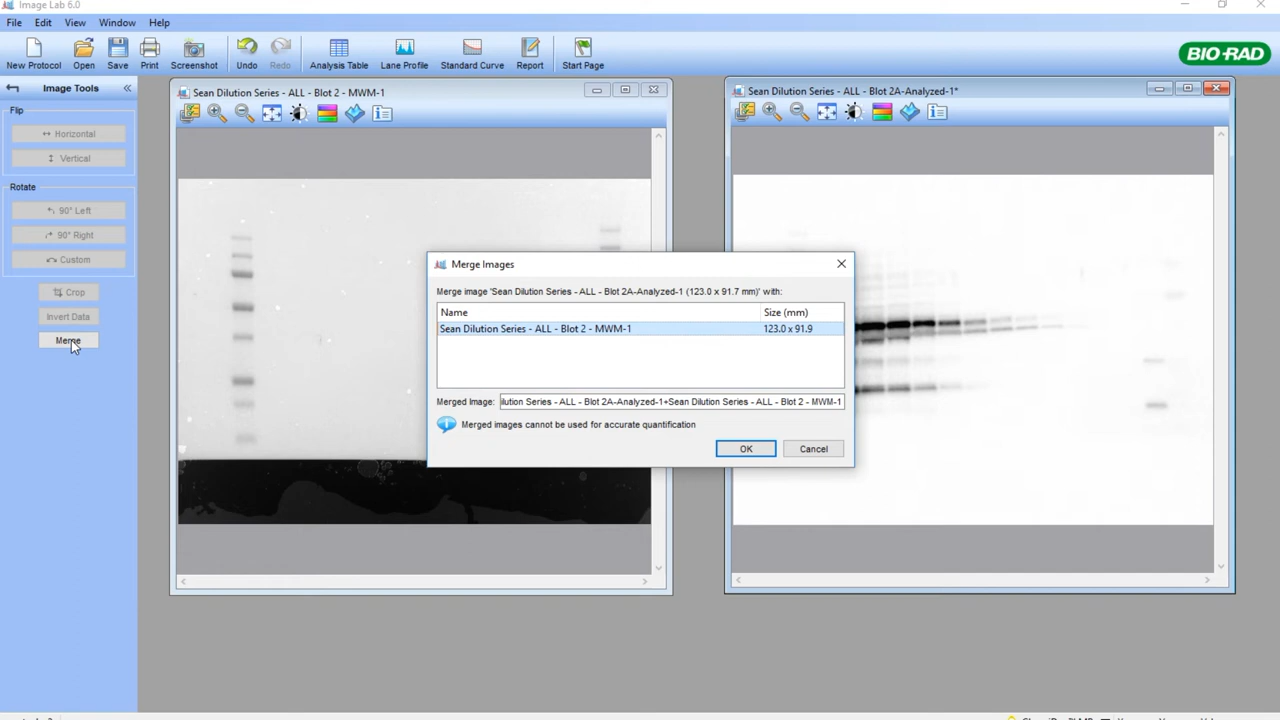 Image Lab 6.0
File Edit View Window Help
New Protocol Open Save Print Screenshot Undo Redo Analysis Table Lane Profile Standard Curve Report Start Page
BIO-RAD
Image Tools
Flip
Horizontal
Vertical
Rotate
90° Left
90° Right
Custom
Crop
Invert Data
Merge
Sean Dilution Series - ALL - Blot 2 - MWM-1
Sean Dilution Series - ALL - Blot 2A-Analyzed-1*
Merge Images
Merge image 'Sean Dilution Series - ALL - Blot 2A-Analyzed-1 (123.0 x 91.7 mm)' with:
Name Size (mm)
Sean Dilution Series - ALL - Blot 2 - MWM-1 123.0 x 91.9
Merged Image: ilution Series - ALL - Blot 2A-Analyzed-1+Sean Dilution Series - ALL - Blot 2 - MWM-1
Merged images cannot be used for accurate quantification
OK Cancel